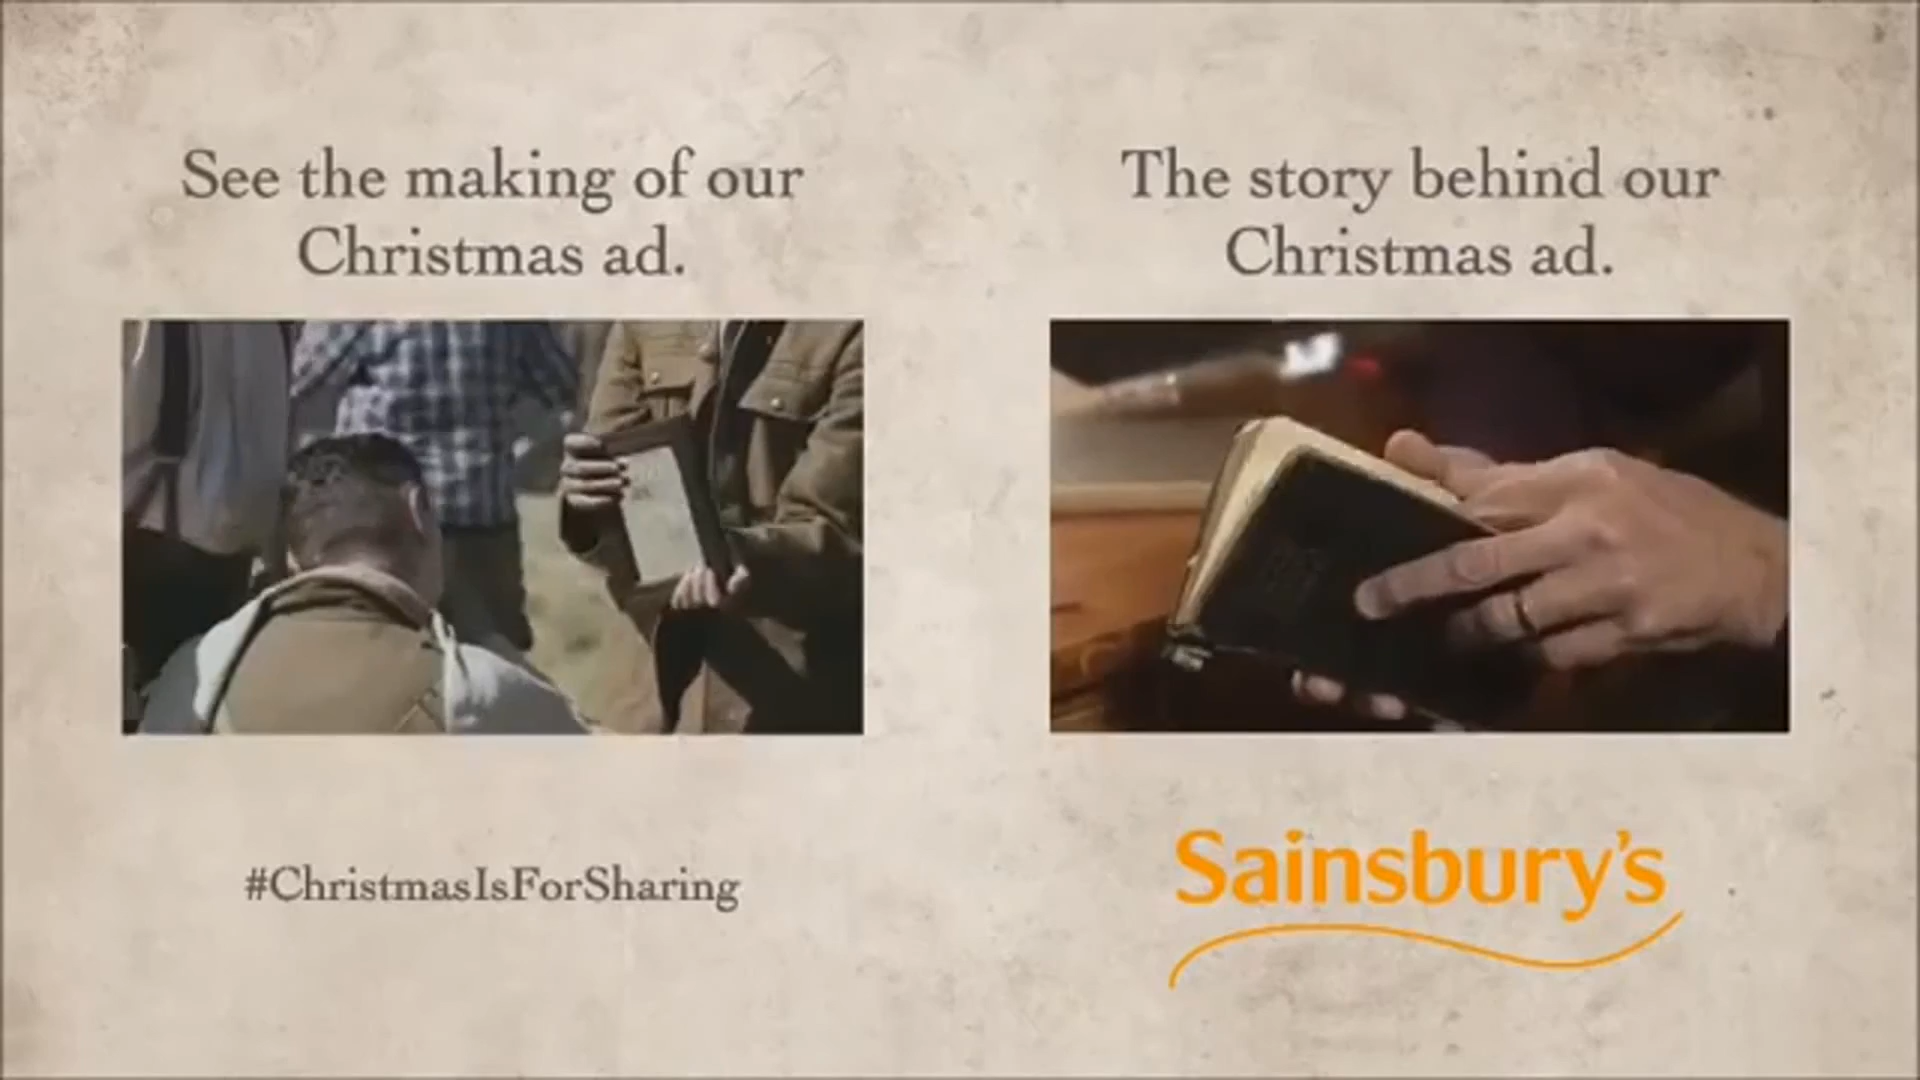 See the making of our
Christmas ad.
The story behind our
Christmas ad.
#ChristmasIsForSharing
Sainsbury's